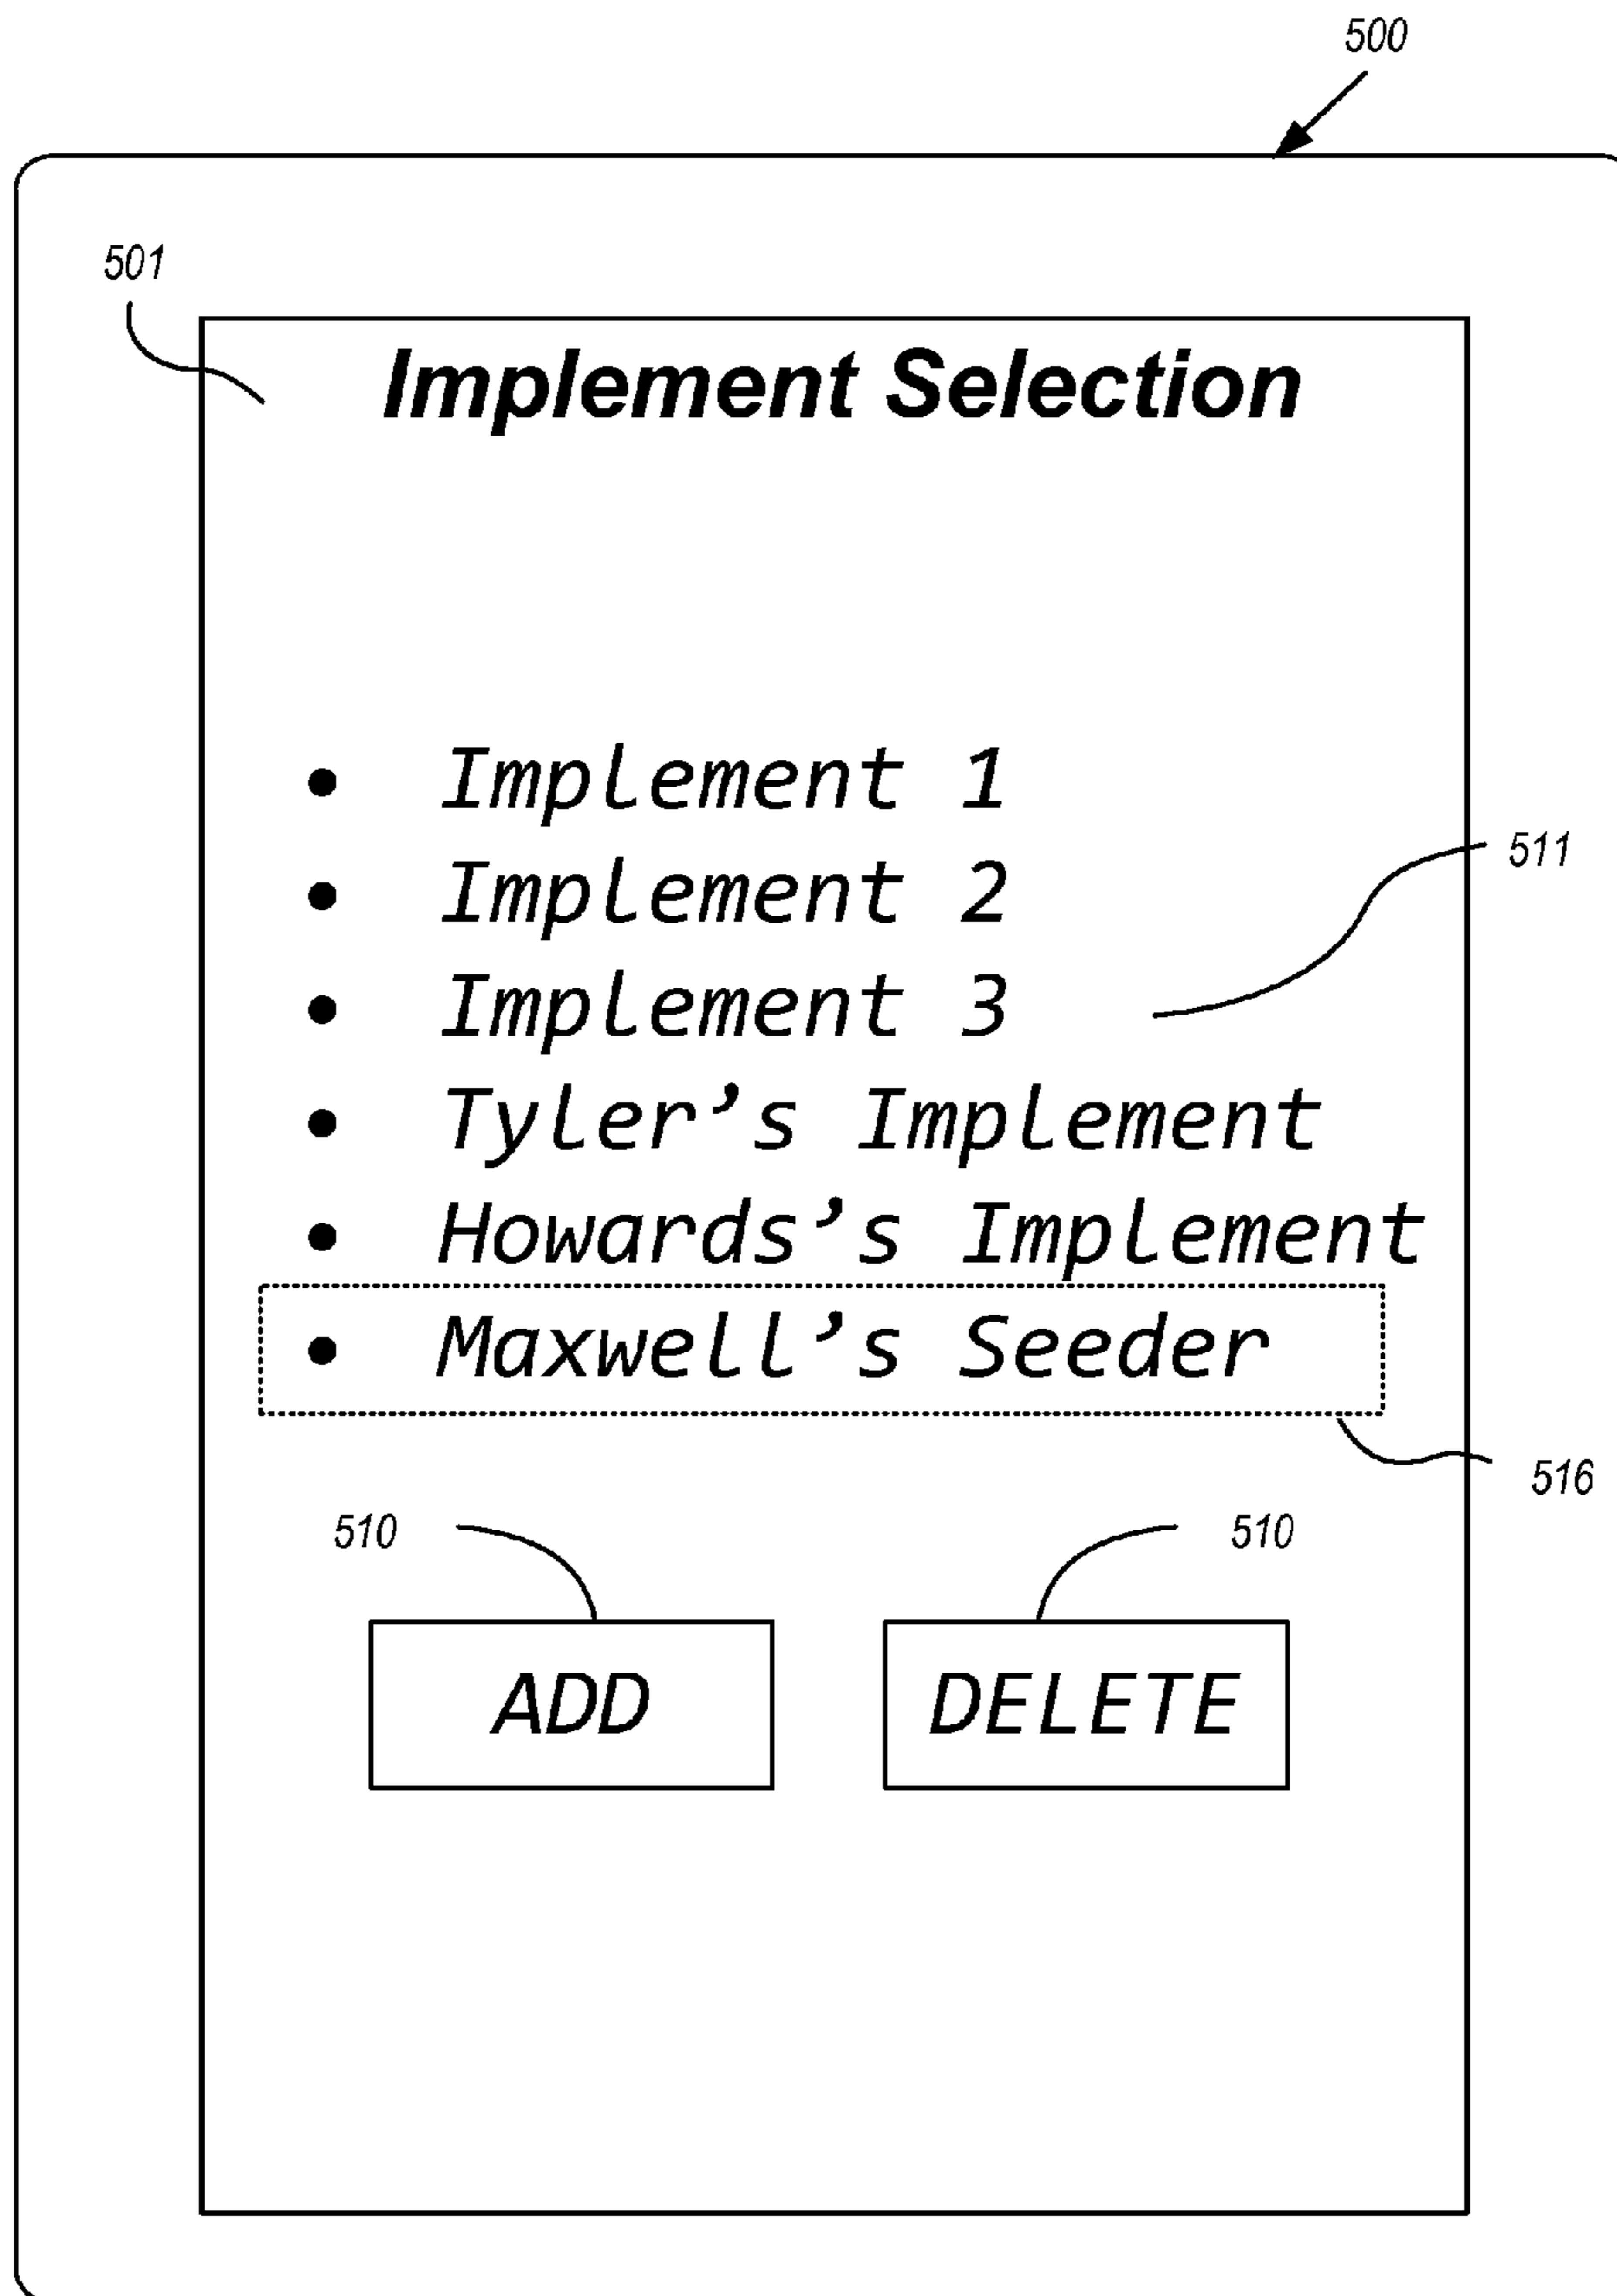 500
501
Implement Selection
• Implement 1
• Implement 2
511
• Implement 3
• Tyler’s Implement
• Howards’s Implement
• Maxwell’s Seeder
516
510 510
ADD DELETE